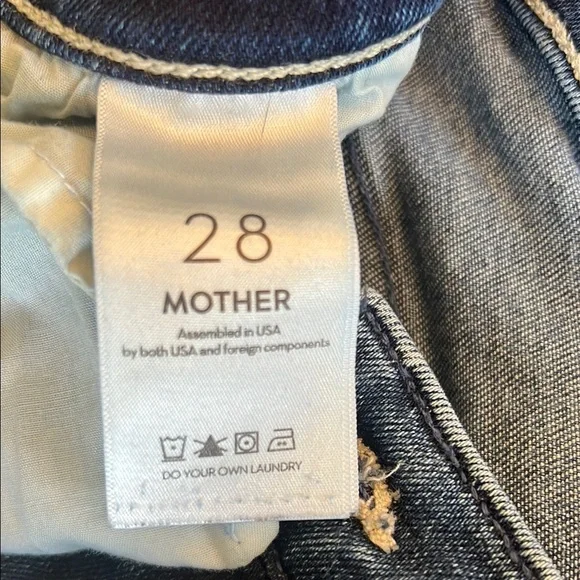 28
MOTHER
Assembled in USA
by both USA and foreign components
DO YOUR OWN LAUNDRY